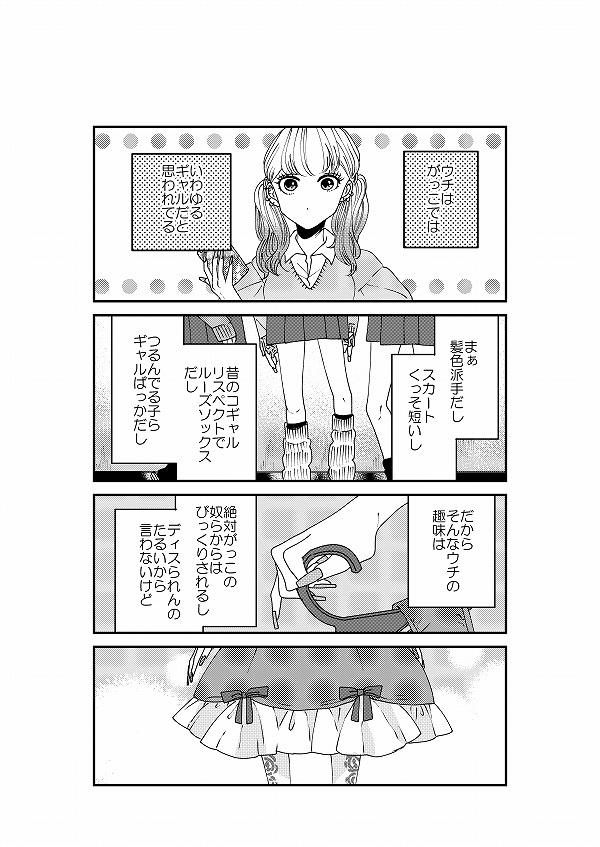 ウチは
がっこでは
いわゆる
ギャルだと
思われてる
まぁ
髪色派手だし
スカート
くっそ短いし
昔のコギャル
リスペクトで
ルーズソックス
だし
つるんでる子ら
ギャルばっかだし
だから
そんなウチの
趣味は
絶対がっこの
奴らからは
びっくりされるし
ディスられんの
たるいから
言わないけど